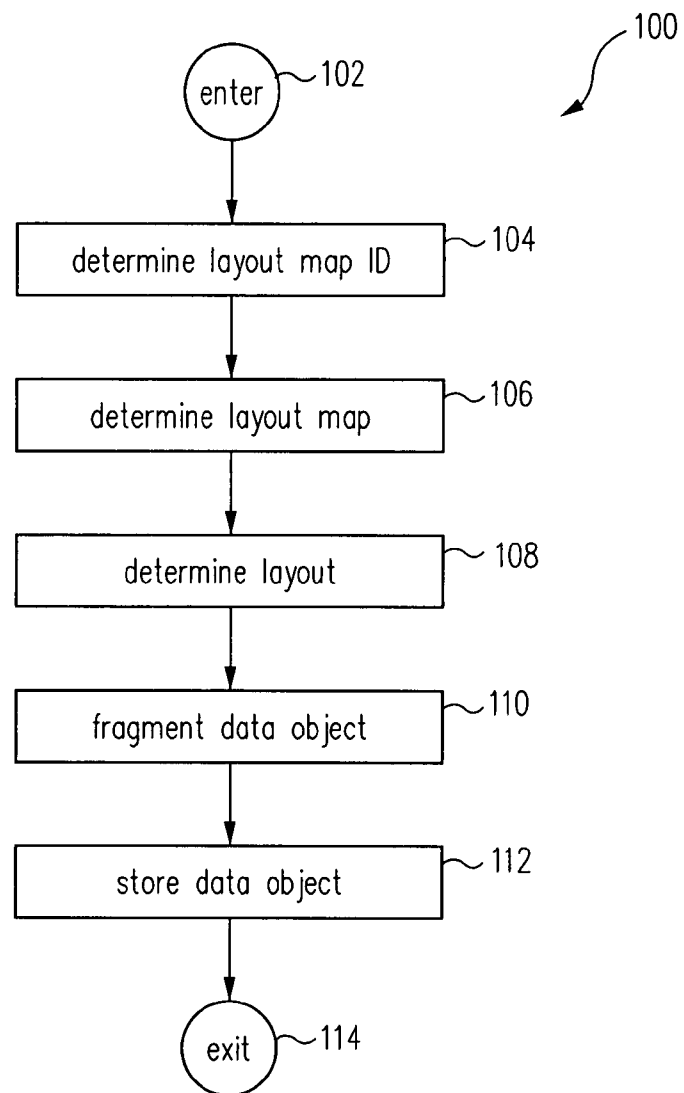 100
enter
102
determine layout map ID
104
determine layout map
106
determine layout
108
fragment data object
110
store data object
112
exit
114